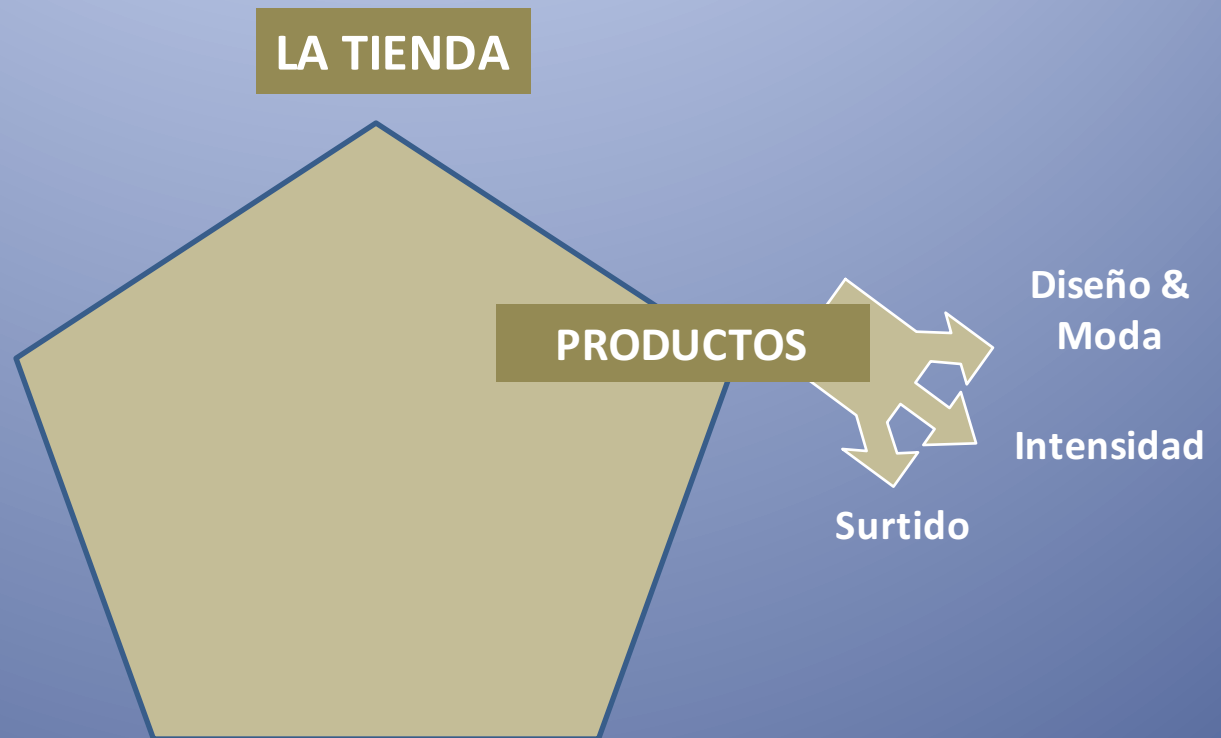 LA TIENDA
PRODUCTOS
Diseño &
Moda
Intensidad
Surtido